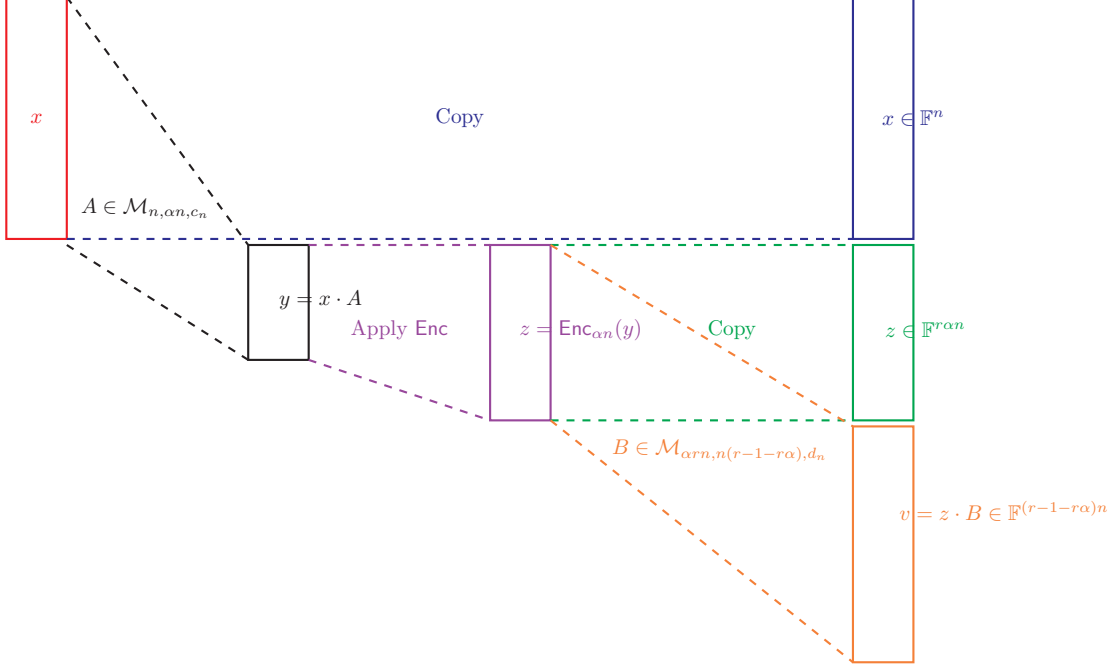 x
Copy
x ∈ 𝔽^n
A ∈ ℳ_{n,αn,c_n}
y = x · A
Apply Enc
z = Enc_{αn}(y)
Copy
z ∈ 𝔽^{rαn}
B ∈ ℳ_{αrn,n(r−1−rα),d_n}
v = z · B ∈ 𝔽^{(r−1−rα)n}